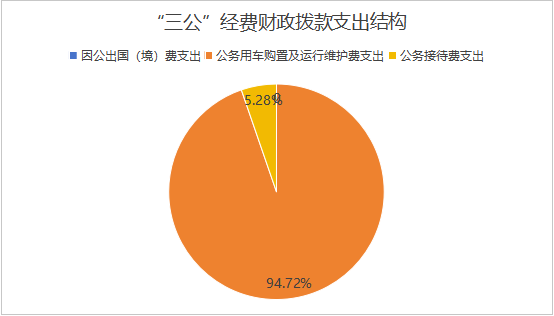 “三公”经费财政拨款支出结构
因公出国（境）费支出 公务用车购置及运行维护费支出 公务接待费支出
5.28% 0
94.72%